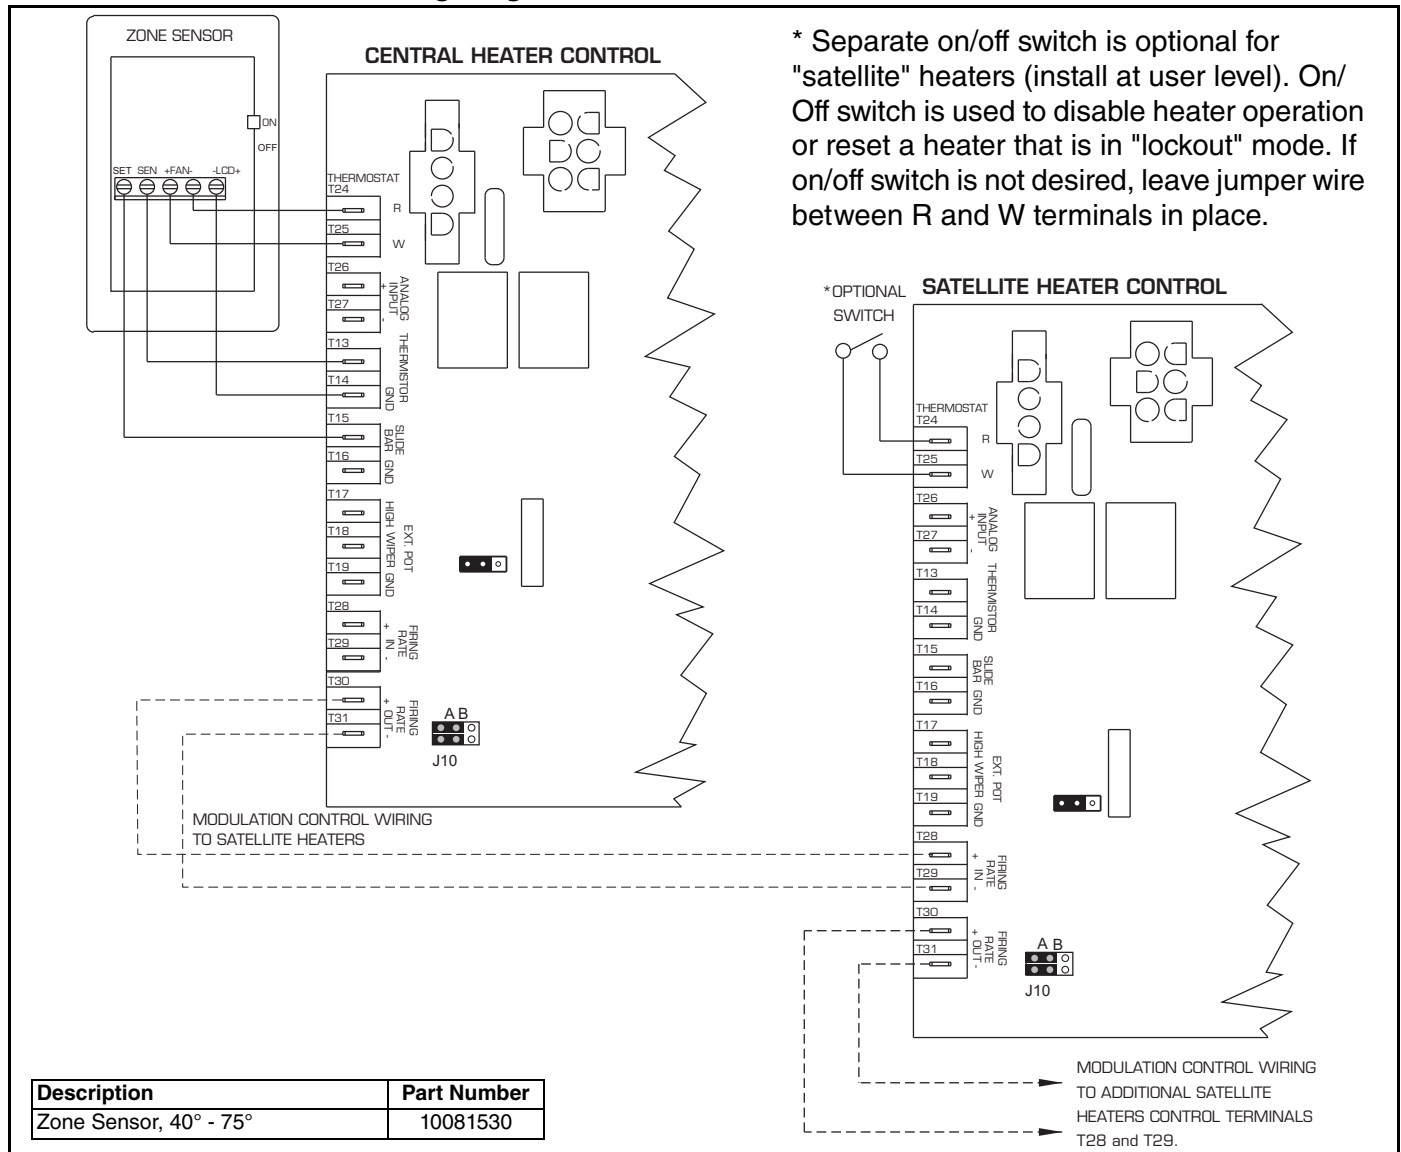 ZONE SENSOR
ON
OFF
SET SEN +FAN- -LCD+
CENTRAL HEATER CONTROL
THERMOSTAT
T24
R
T25
W
T26
T27
ANALOG
INPUT
+
-
T13
T14
THERMISTOR
GND
T15
T16
SLIDE
BAR GND
T17
T18
T19
EXT. POT
HIGH WIPER GND
T28
T29
FIRING
RATE
+ IN -
T30
T31
FIRING
RATE
+ OUT -
A B
J10
MODULATION CONTROL WIRING
TO SATELLITE HEATERS
* Separate on/off switch is optional for
"satellite" heaters (install at user level). On/
Off switch is used to disable heater operation
or reset a heater that is in "lockout" mode. If
on/off switch is not desired, leave jumper wire
between R and W terminals in place.
*OPTIONAL
SWITCH
SATELLITE HEATER CONTROL
THERMOSTAT
T24
R
T25
W
T26
T27
ANALOG
INPUT
+
-
T13
T14
THERMISTOR
GND
T15
T16
SLIDE
BAR GND
T17
T18
T19
EXT. POT
HIGH WIPER GND
T28
T29
FIRING
RATE
+ IN -
T30
T31
FIRING
RATE
+ OUT -
A B
J10
MODULATION CONTROL WIRING
TO ADDITIONAL SATELLITE
HEATERS CONTROL TERMINALS
T28 and T29.
Description Part Number
Zone Sensor, 40° - 75° 10081530